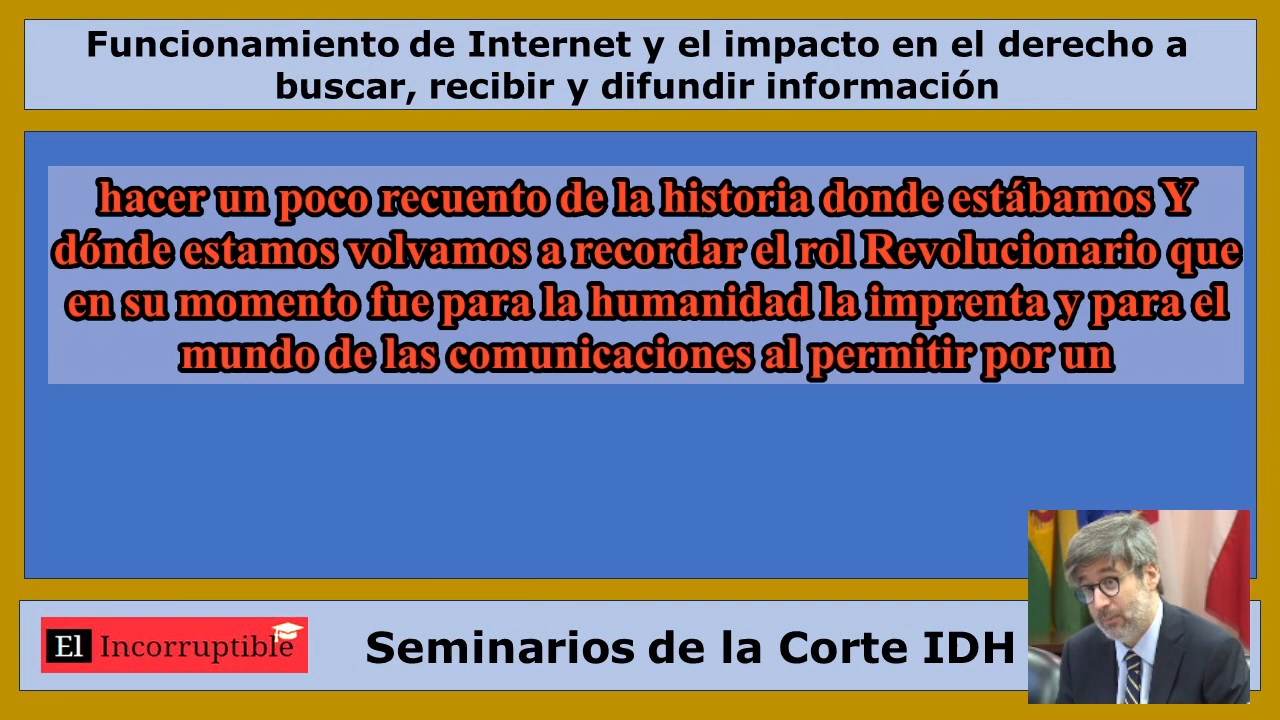 Funcionamiento de Internet y el impacto en el derecho a
buscar, recibir y difundir información
hacer un poco recuento de la historia donde estábamos Y
dónde estamos volvamos a recordar el rol Revolucionario que
en su momento fue para la humanidad la imprenta y para el
mundo de las comunicaciones al permitir por un
El Incorruptible
Seminarios de la Corte IDH